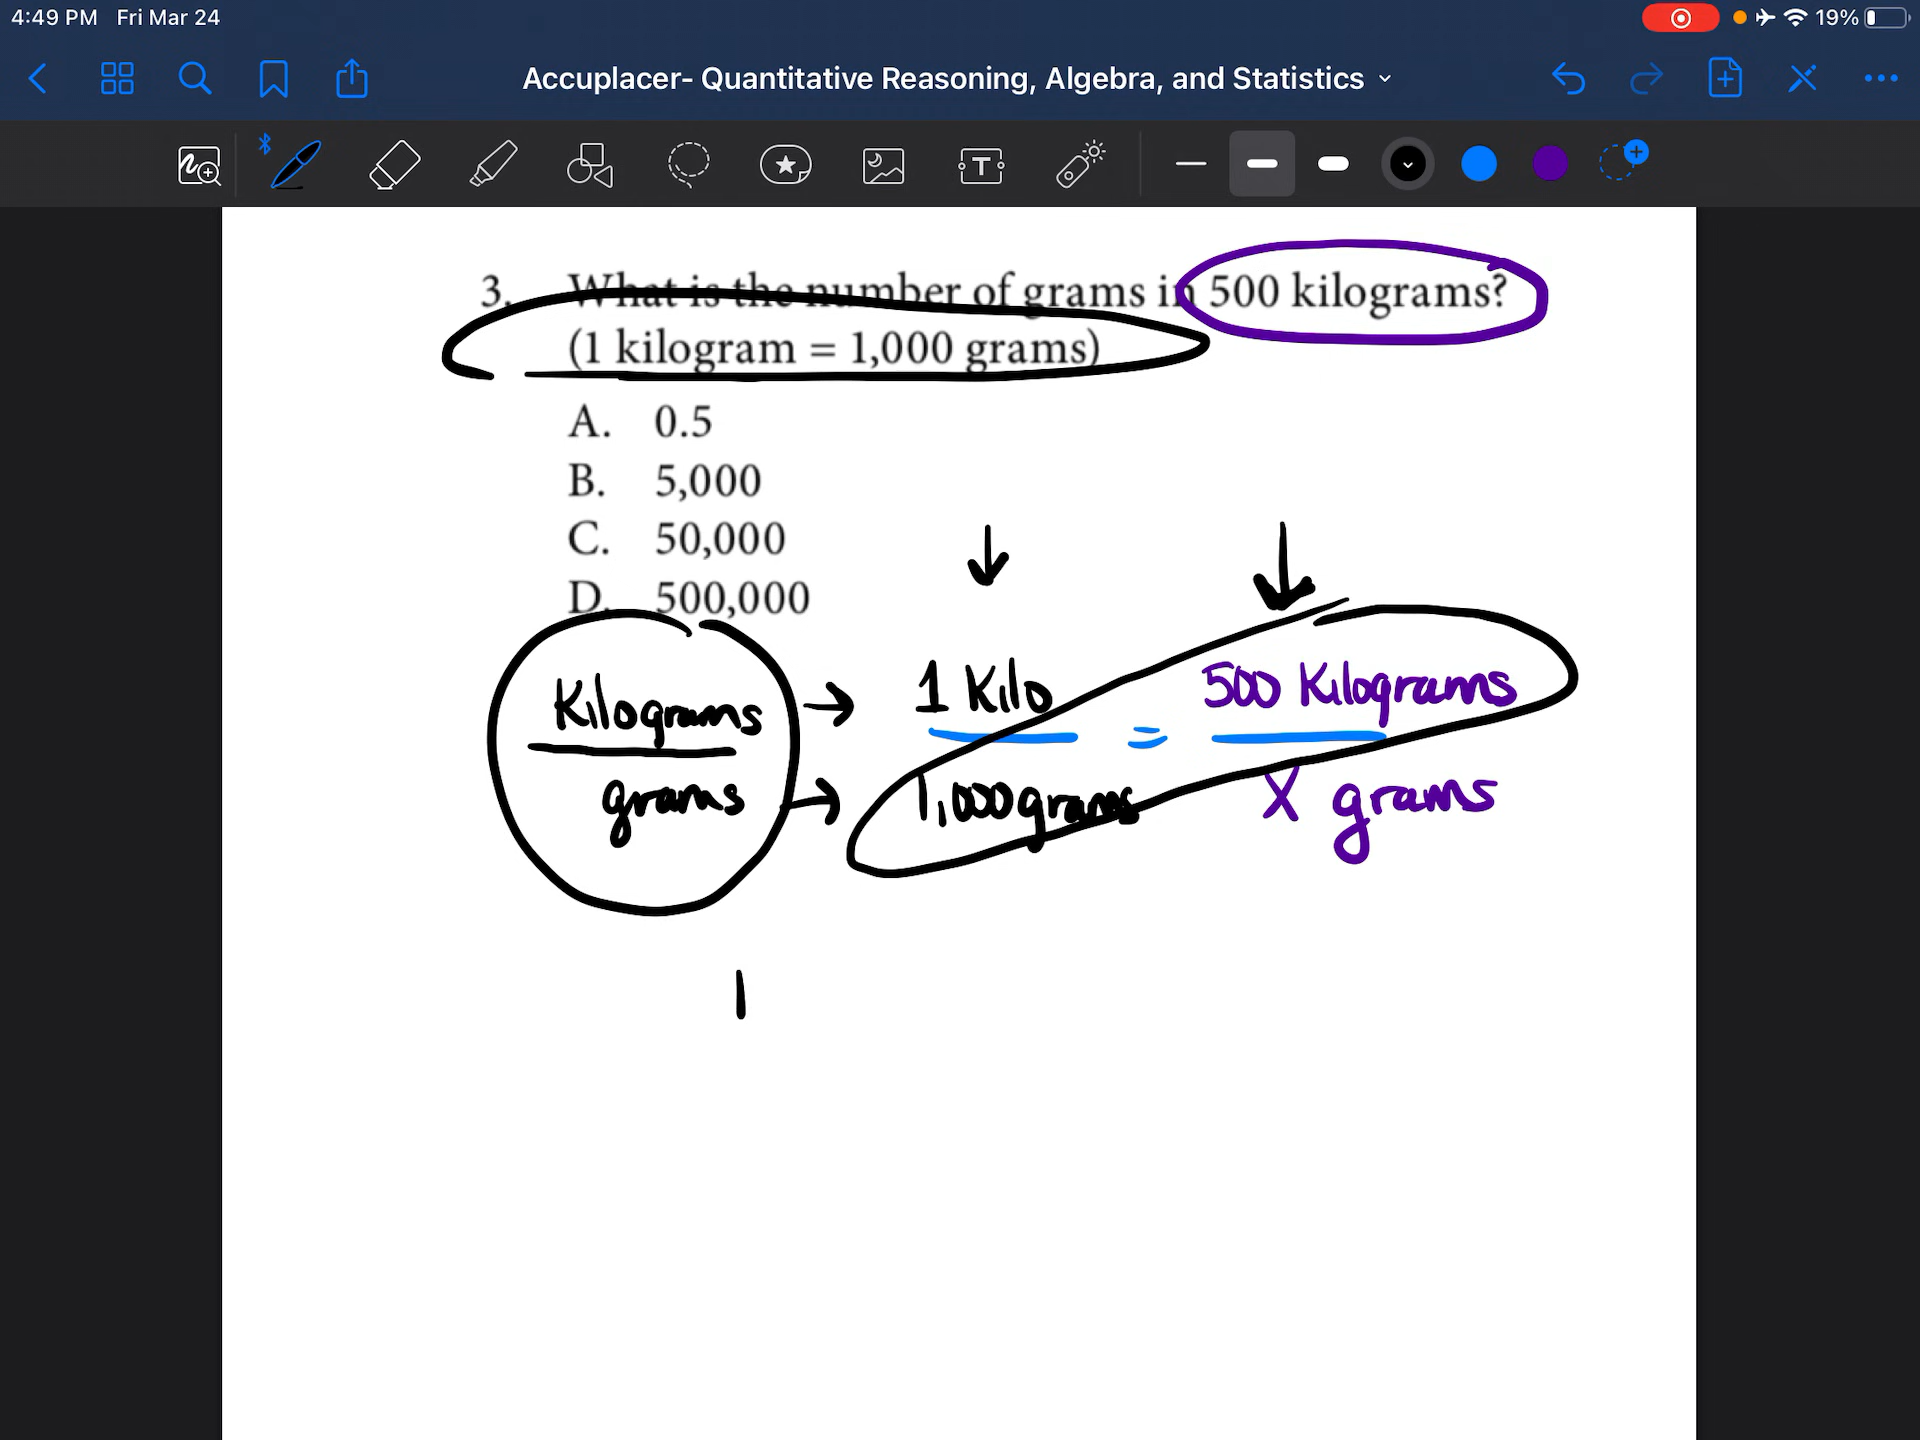 4:49 PM Fri Mar 24
19%
Accuplacer- Quantitative Reasoning, Algebra, and Statistics
3. What is the number of grams in 500 kilograms?
(1 kilogram = 1,000 grams)
A. 0.5
B. 5,000
C. 50,000
D. 500,000
Kilograms → 1 Kilo = 500 Kilograms
grams → 1,000 grams X grams
1